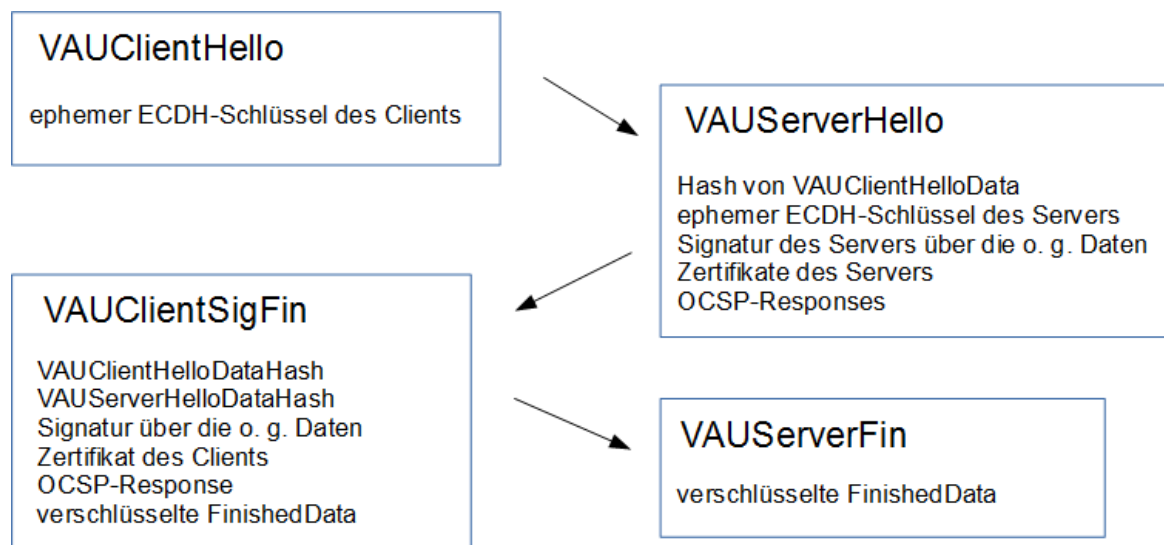 VAUClientHello
ephemer ECDH-Schlüssel des Clients
VAUServerHello
Hash von VAUClientHelloData
ephemer ECDH-Schlüssel des Servers
Signatur des Servers über die o. g. Daten
Zertifikate des Servers
OCSP-Responses
VAUClientSigFin
VAUClientHelloDataHash
VAUServerHelloDataHash
Signatur über die o. g. Daten
Zertifikat des Clients
OCSP-Response
verschlüsselte FinishedData
VAUServerFin
verschlüsselte FinishedData